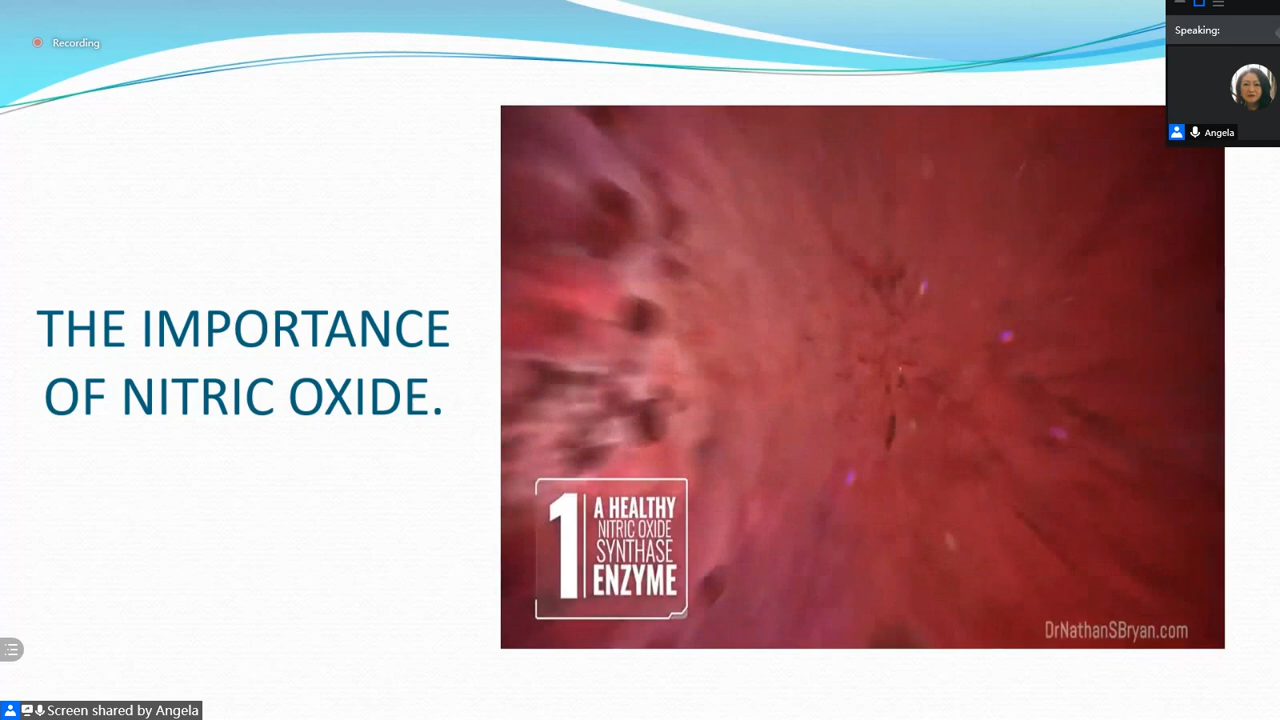 Recording
Speaking:
Angela
THE IMPORTANCE
OF NITRIC OXIDE.
1
A HEALTHY
NITRIC OXIDE
SYNTHASE
ENZYME
DrNathanSBryan.com
Screen shared by Angela